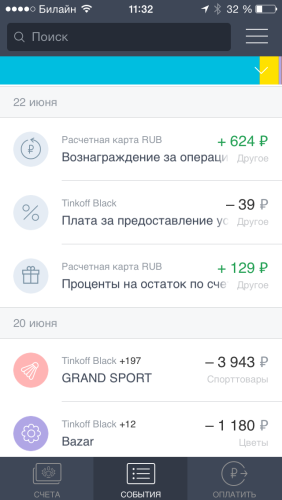 Билайн 11:32 32 %
Поиск
22 июня
Расчетная карта RUB
+ 624 ₽
Вознаграждение за операци
Другое
Tinkoff Black
– 39 ₽
Плата за предоставление ус
Другое
Расчетная карта RUB
+ 129 ₽
Проценты на остаток по сче
Другое
20 июня
Tinkoff Black +197
– 3 943 ₽
GRAND SPORT
Спорттовары
Tinkoff Black +12
– 1 180 ₽
Bazar
Цветы
СЧЕТА СОБЫТИЯ ОПЛАТИТЬ